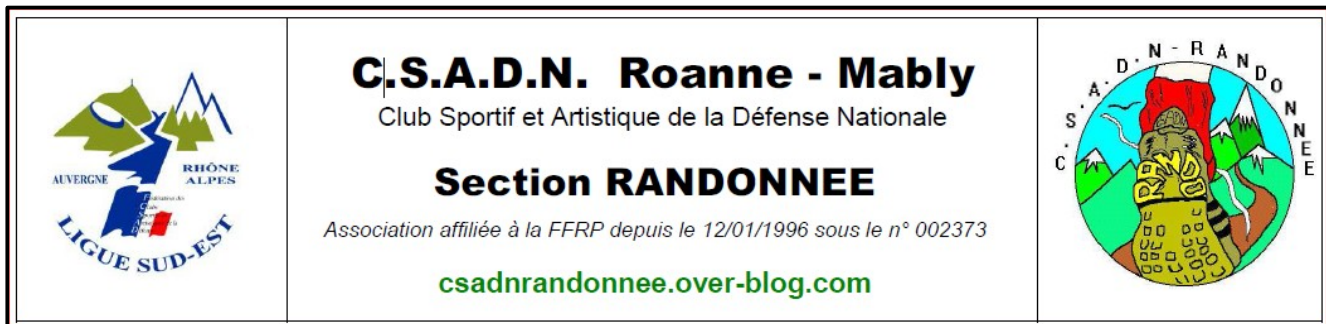 AUVERGNE
RHÔNE
ALPES
LIGUE SUD-EST
C.S.A.D.N. Roanne - Mably
Club Sportif et Artistique de la Défense Nationale
Section RANDONNEE
Association affiliée à la FFRP depuis le 12/01/1996 sous le n° 002373
csadnrandonnee.over-blog.com
C.S.A.D.N-RANDONNEE
RANDO